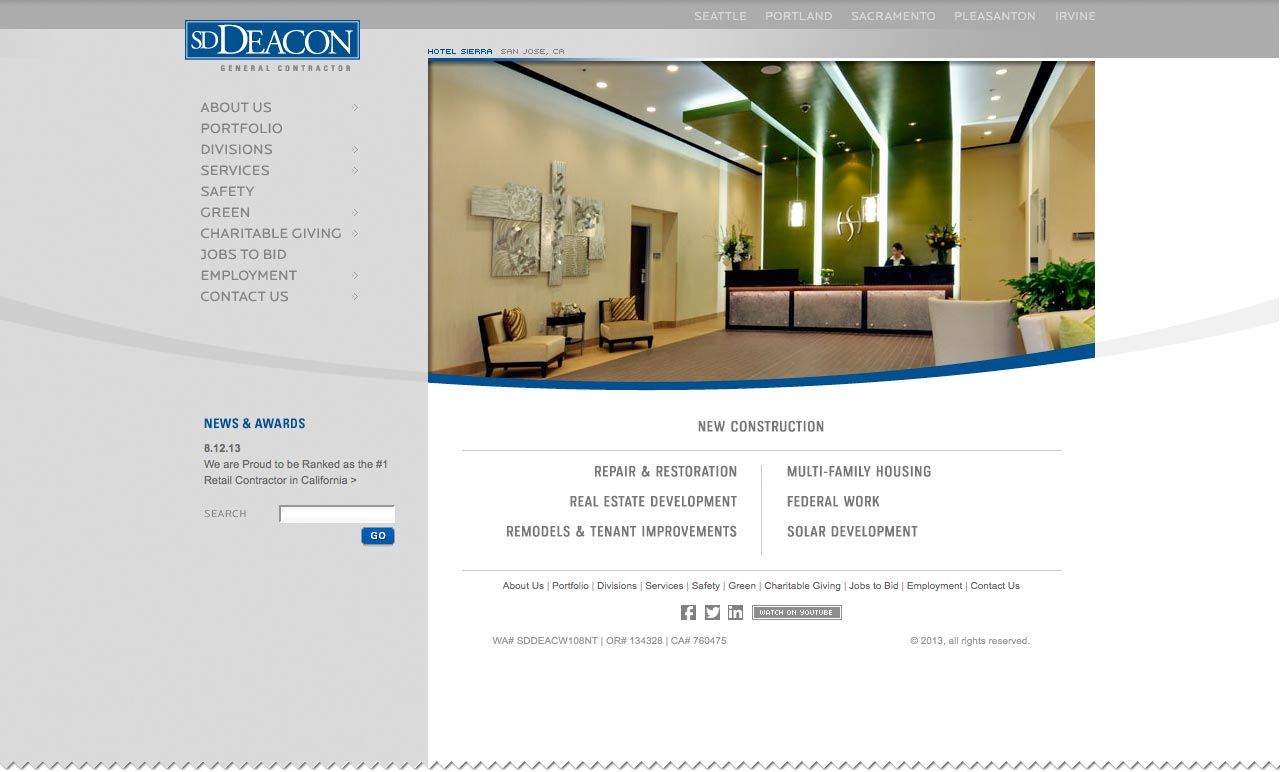 SEATTLE PORTLAND SACRAMENTO PLEASANTON IRVINE
SDDEACON
GENERAL CONTRACTOR
HOTEL SIERRA SAN JOSE, CA
ABOUT US
PORTFOLIO
DIVISIONS
SERVICES
SAFETY
GREEN
CHARITABLE GIVING
JOBS TO BID
EMPLOYMENT
CONTACT US
NEWS & AWARDS
8.12.13
We are Proud to be Ranked as the #1
Retail Contractor in California >
SEARCH
GO
NEW CONSTRUCTION
REPAIR & RESTORATION
REAL ESTATE DEVELOPMENT
REMODELS & TENANT IMPROVEMENTS
MULTI-FAMILY HOUSING
FEDERAL WORK
SOLAR DEVELOPMENT
About Us | Portfolio | Divisions | Services | Safety | Green | Charitable Giving | Jobs to Bid | Employment | Contact Us
WATCH ON YOUTUBE
WA# SDDEACW108NT | OR# 134328 | CA# 760475
© 2013, all rights reserved.